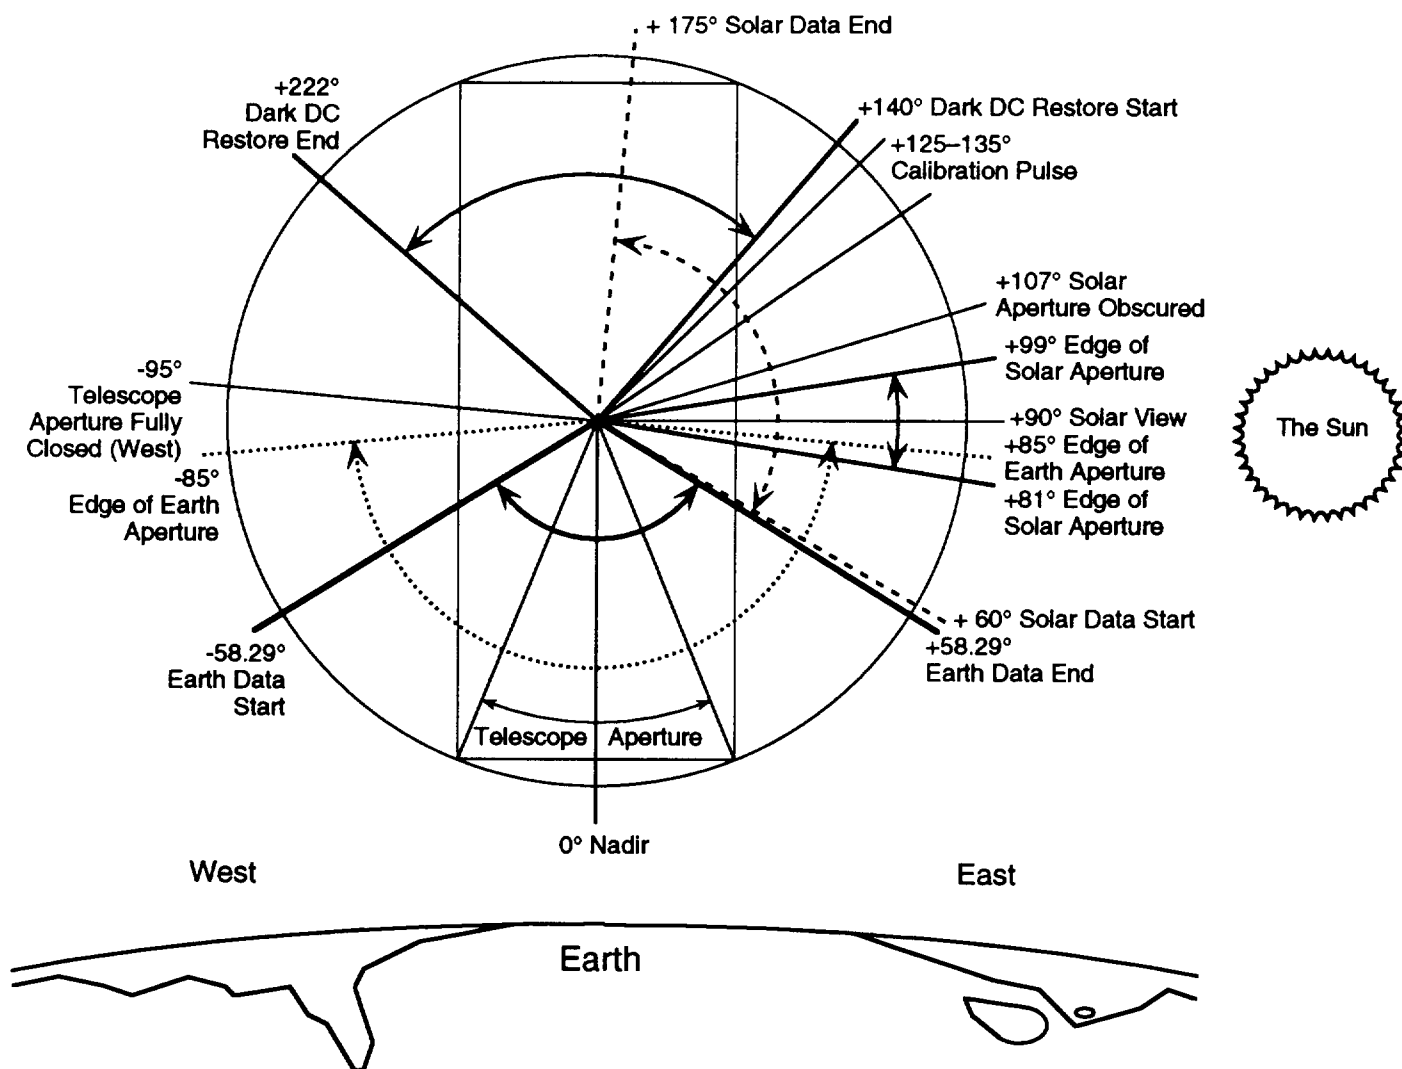 + 175° Solar Data End
+222°
Dark DC
Restore End
+140° Dark DC Restore Start
+125–135°
Calibration Pulse
+107° Solar
Aperture Obscured
+99° Edge of
Solar Aperture
-95°
Telescope
Aperture Fully
Closed (West)
+90° Solar View
+85° Edge of
Earth Aperture
+81° Edge of
Solar Aperture
The Sun
-85°
Edge of Earth
Aperture
+ 60° Solar Data Start
+58.29°
Earth Data End
-58.29°
Earth Data
Start
Telescope Aperture
0° Nadir
West
East
Earth